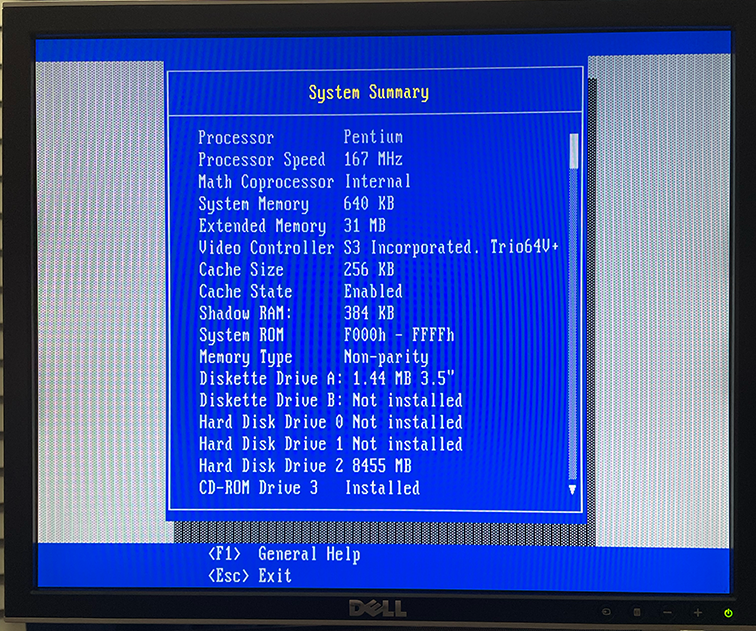 System Summary
Processor Pentium
Processor Speed 167 MHz
Math Coprocessor Internal
System Memory 640 KB
Extended Memory 31 MB
Video Controller S3 Incorporated. Trio64V+
Cache Size 256 KB
Cache State Enabled
Shadow RAM: 384 KB
System ROM F000h - FFFFh
Memory Type Non-parity
Diskette Drive A: 1.44 MB 3.5"
Diskette Drive B: Not installed
Hard Disk Drive 0 Not installed
Hard Disk Drive 1 Not installed
Hard Disk Drive 2 8455 MB
CD-ROM Drive 3 Installed
<F1> General Help
<Esc> Exit
DELL